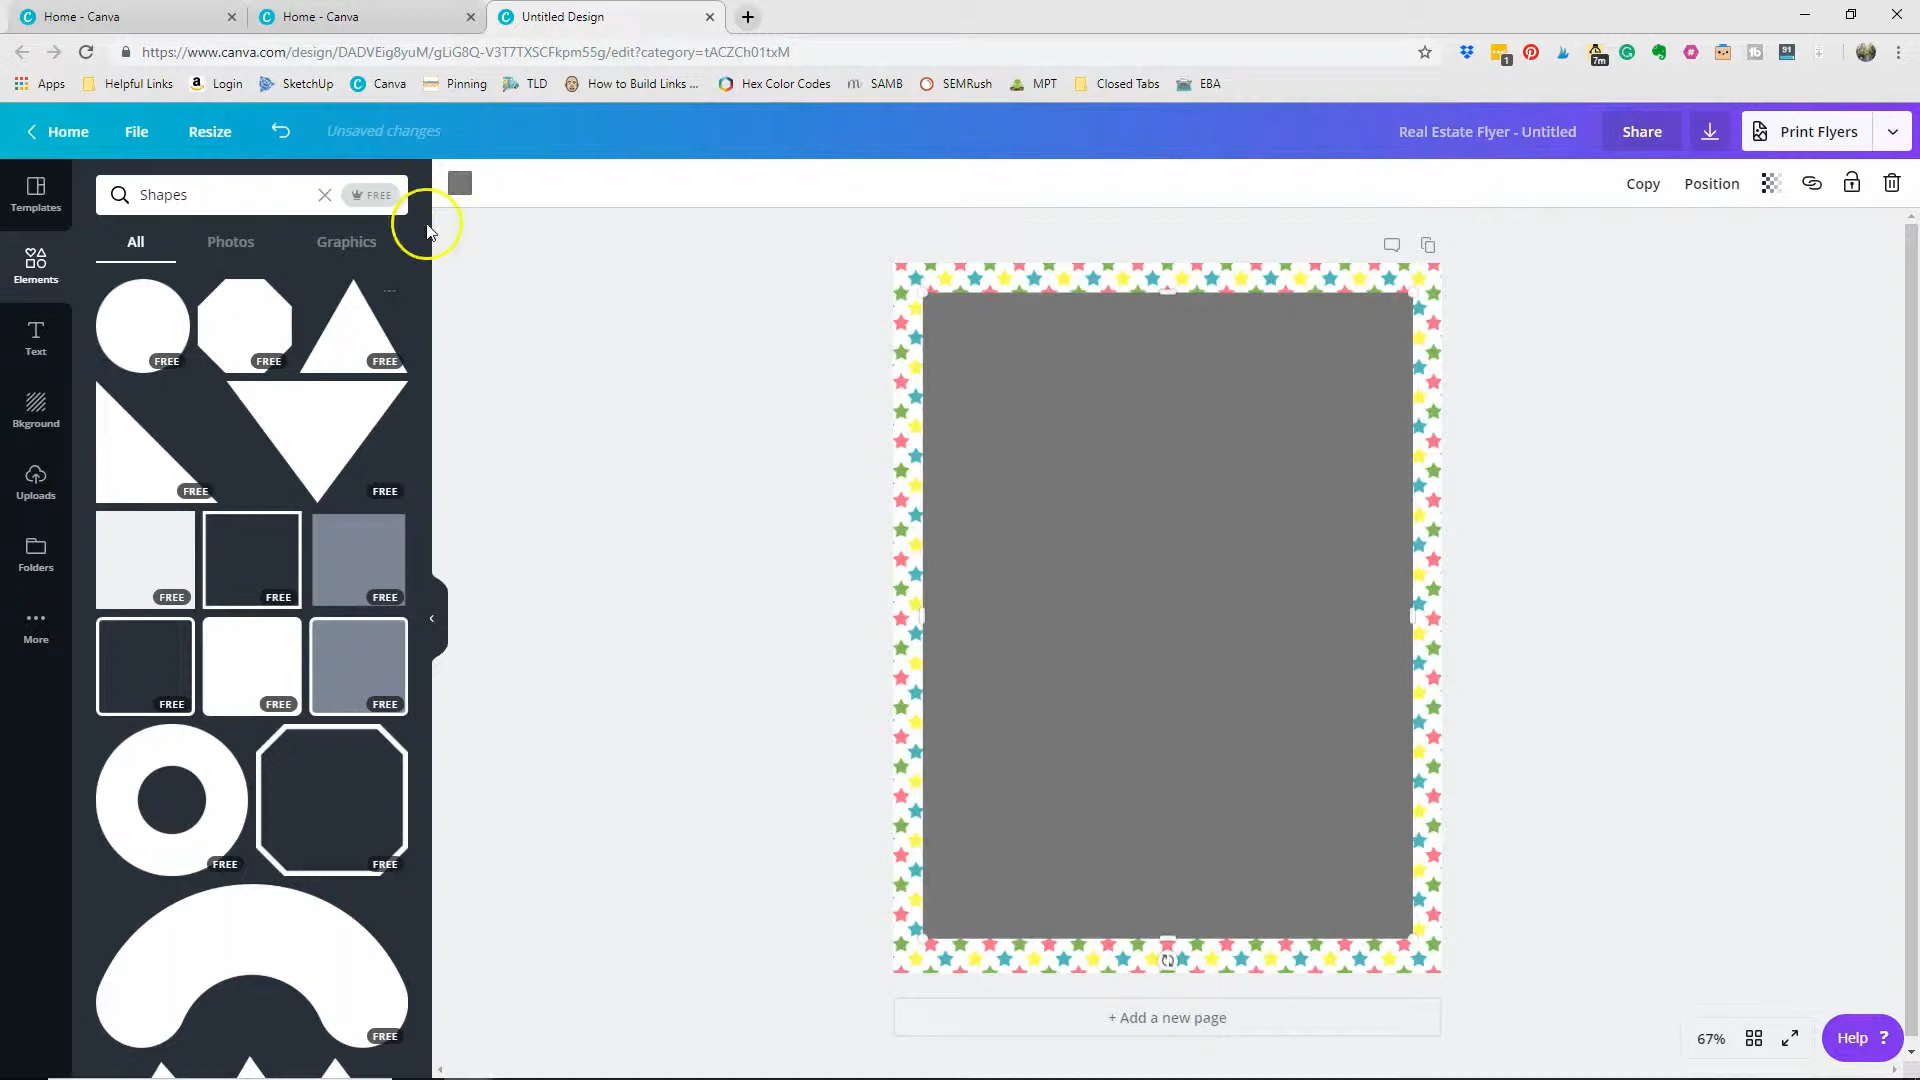 Home - Canva
Home - Canva
Untitled Design
https://www.canva.com/design/DADVEig8yuM/gLiG8Q-V3T7TXSCFkpm55g/edit?category=tACZCh01txM
1
7m
91
Apps
Helpful Links
Login
SketchUp
Canva
Pinning
TLD
How to Build Links ...
Hex Color Codes
SAMB
SEMRush
MPT
Closed Tabs
EBA
Home
File
Resize
Unsaved changes
Real Estate Flyer - Untitled
Share
Print Flyers
Templates
Elements
Text
Bkground
Uploads
Folders
More
Shapes
FREE
All
Photos
Graphics
FREE
FREE
FREE
FREE
FREE
FREE
FREE
FREE
FREE
FREE
FREE
FREE
FREE
FREE
Copy
Position
+ Add a new page
67%
Help ?